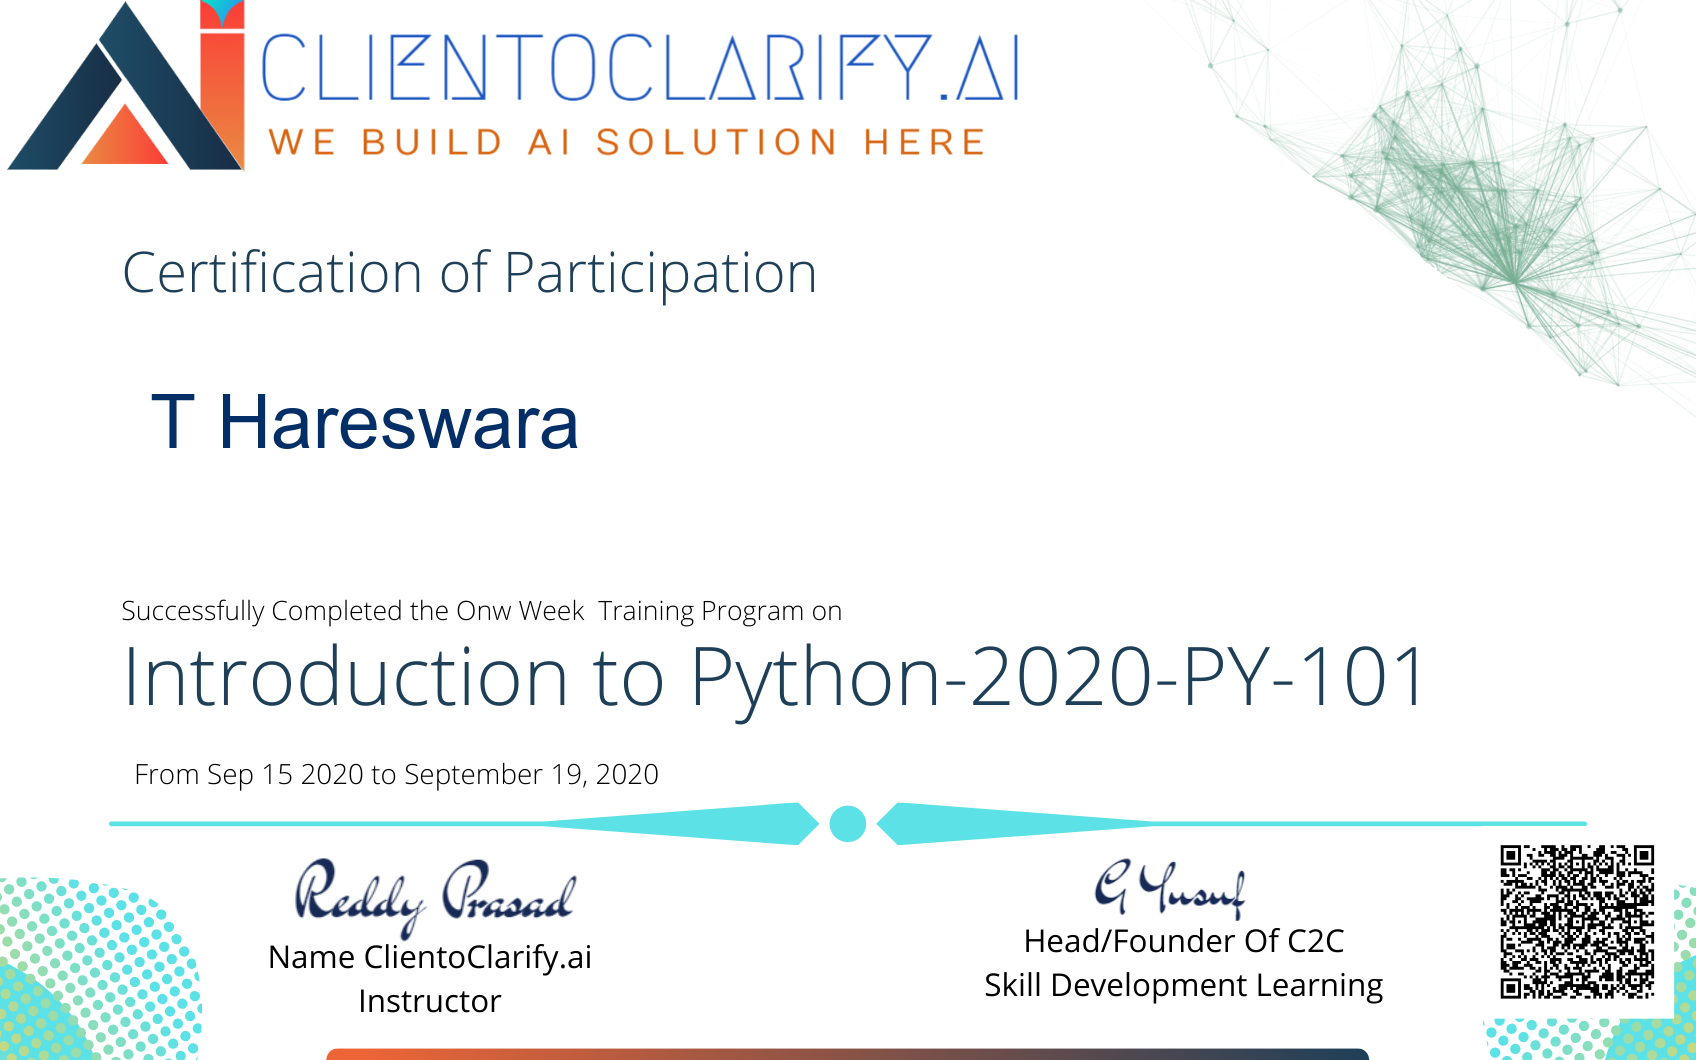 CLIENTOCLARIFY.AI
WE BUILD AI SOLUTION HERE
Certification of Participation
T Hareswara
Successfully Completed the Onw Week  Training Program on
Introduction to Python-2020-PY-101
From Sep 15 2020 to September 19, 2020
Reddy Prasad
Name ClientoClarify.ai
Instructor
G Yusuf
Head/Founder Of C2C
Skill Development Learning